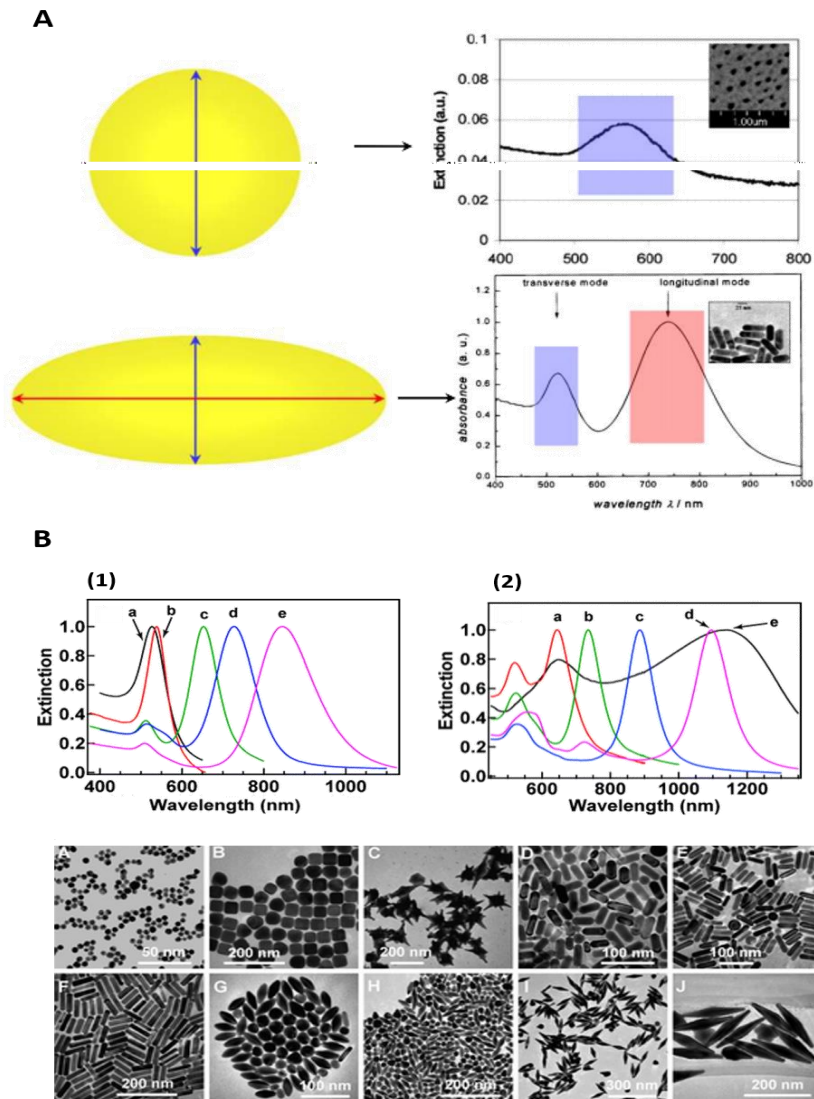 A
Extinction (a.u.)
0.1
0.08
0.06
0.04
0.02
0
400 500 600 700 800
1.00um
transverse mode longitudinal mode
absorbance (a. u.)
1.2
1.0
0.8
0.6
0.4
0.2
0.0
400 500 600 700 800 900 1000
wavelength λ / nm
B
(1)
a b c d e
Extinction
1.0
0.8
0.6
0.4
0.2
0.0
400 600 800 1000
Wavelength (nm)
(2)
a b c d e
Extinction
1.0
0.8
0.6
0.4
0.2
0.0
600 800 1000 1200
Wavelength (nm)
A B C D E
50 nm 200 nm 200 nm 100 nm 100 nm
F G H I J
200 nm 100 nm 200 nm 300 nm 200 nm